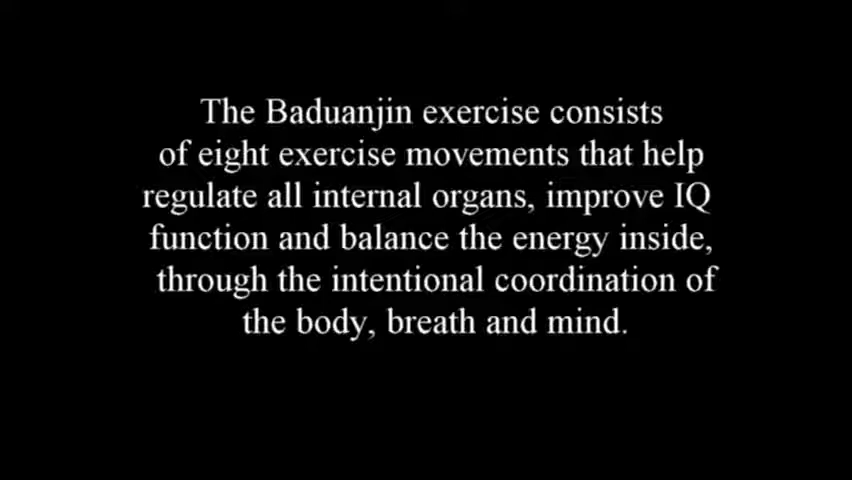 The Baduanjin exercise consists
of eight exercise movements that help
regulate all internal organs, improve IQ
function and balance the energy inside,
through the intentional coordination of
the body, breath and mind.